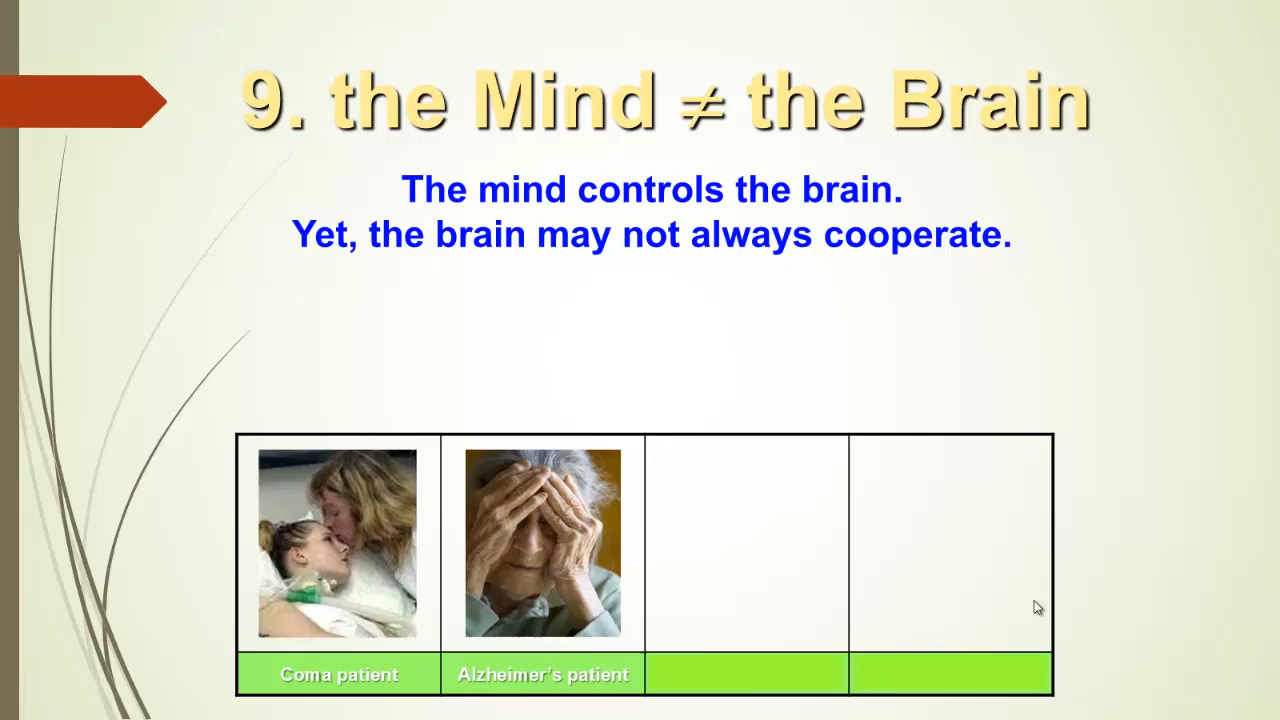 9. the Mind ≠ the Brain
The mind controls the brain.
Yet, the brain may not always cooperate.
Coma patient
Alzheimer's patient